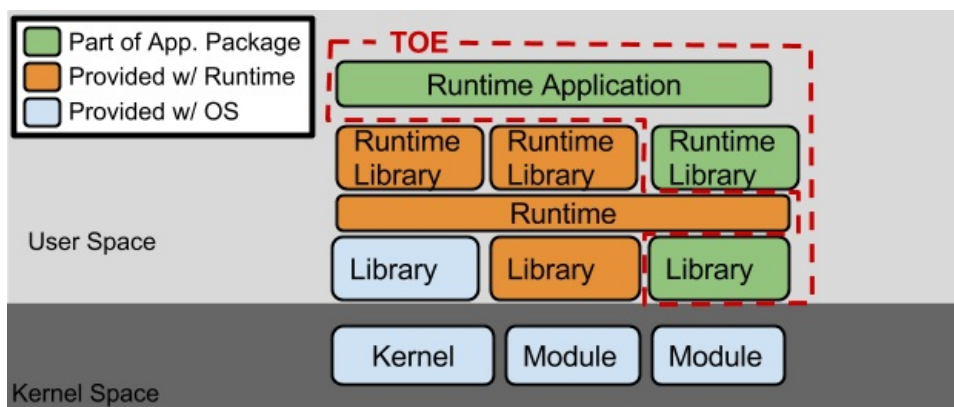 Part of App. Package
Provided w/ Runtime
Provided w/ OS
TOE
Runtime Application
Runtime
Library
Runtime
Library
Runtime
Library
Runtime
User Space
Library
Library
Library
Kernel
Module
Module
Kernel Space